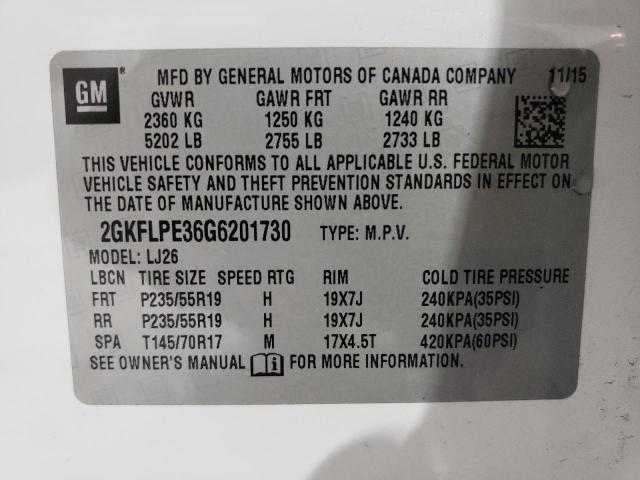 GM ® MFD BY GENERAL MOTORS OF CANADA COMPANY 11/15
GVWR GAWR FRT GAWR RR
2360 KG 1250 KG 1240 KG
5202 LB 2755 LB 2733 LB
THIS VEHICLE CONFORMS TO ALL APPLICABLE U.S. FEDERAL MOTOR
VEHICLE SAFETY AND THEFT PREVENTION STANDARDS IN EFFECT ON
THE DATE OF MANUFACTURE SHOWN ABOVE.
2GKFLPE36G6201730 TYPE: M.P.V.
MODEL: LJ26
LBCN TIRE SIZE SPEED RTG RIM COLD TIRE PRESSURE
FRT P235/55R19 H 19X7J 240KPA(35PSI)
RR P235/55R19 H 19X7J 240KPA(35PSI)
SPA T145/70R17 M 17X4.5T 420KPA(60PSI)
SEE OWNER'S MANUAL FOR MORE INFORMATION.